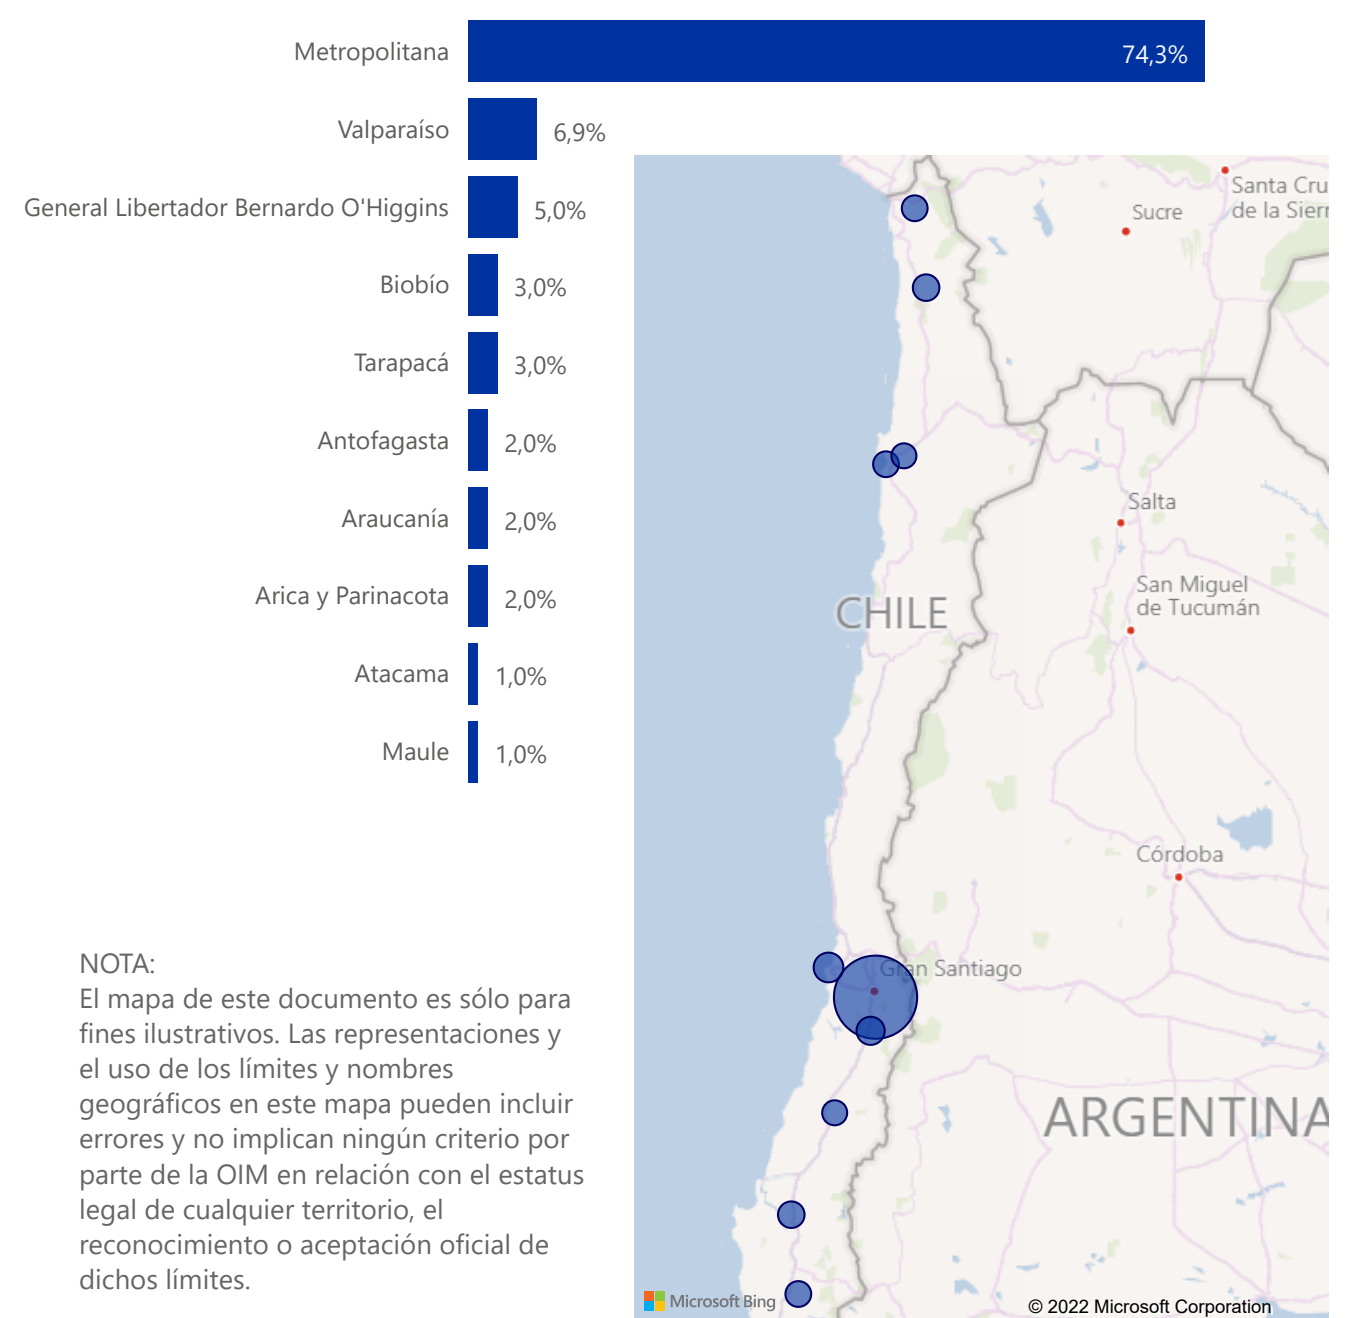 Metropolitana
74,3%
Valparaíso
6,9%
General Libertador Bernardo O'Higgins
5,0%
Biobío
3,0%
Tarapacá
3,0%
Antofagasta
2,0%
Araucanía
2,0%
Arica y Parinacota
2,0%
Atacama
1,0%
Maule
1,0%
Santa Cru
de la Sierr
Sucre
Salta
San Miguel
de Tucumán
CHILE
Córdoba
Gran Santiago
ARGENTINA
Microsoft Bing
© 2022 Microsoft Corporation
NOTA:
El mapa de este documento es sólo para
fines ilustrativos. Las representaciones y
el uso de los límites y nombres
geográficos en este mapa pueden incluir
errores y no implican ningún criterio por
parte de la OIM en relación con el estatus
legal de cualquier territorio, el
reconocimiento o aceptación oficial de
dichos límites.